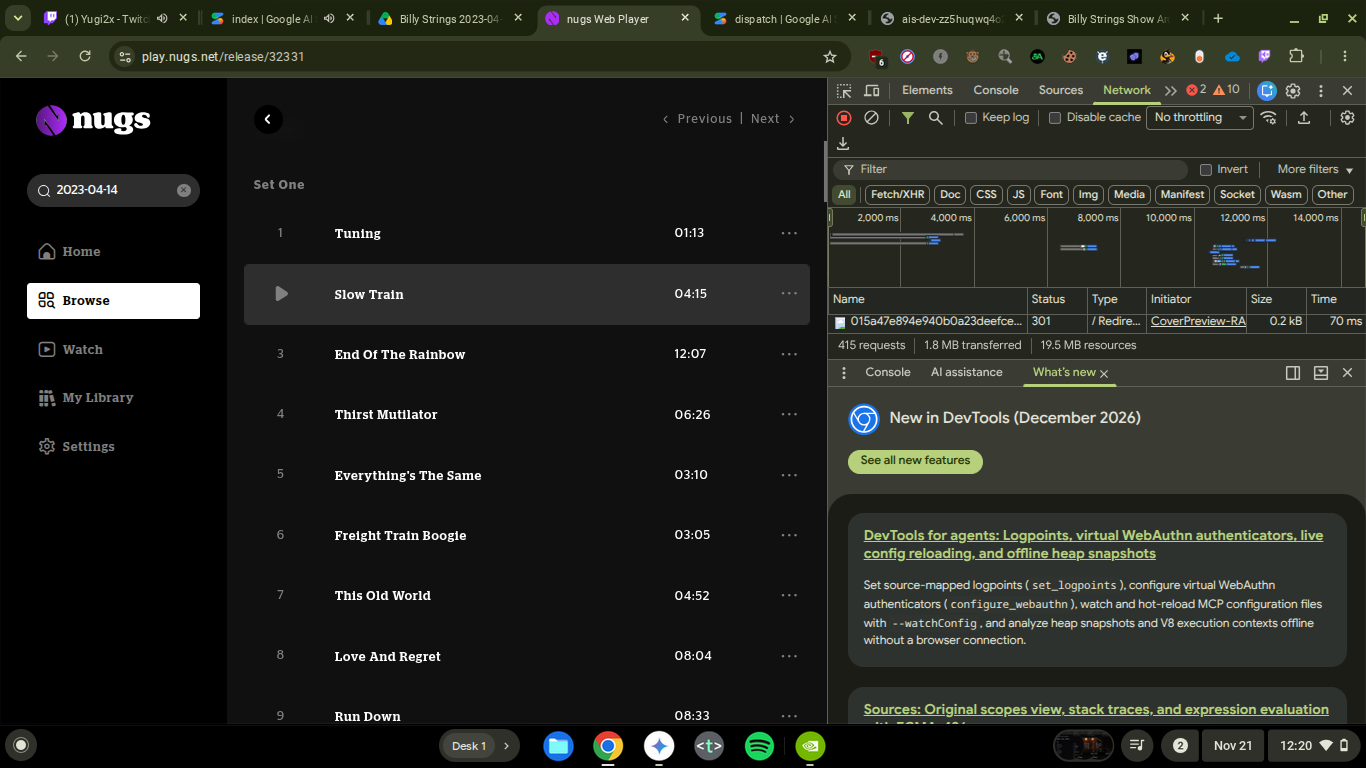 (1) Yugi2x - Twitc
index | Google AI S
Billy Strings 2023-04-
nugs Web Player
dispatch | Google AI S
ais-dev-zz5huqwq4o
Billy Strings Show Ar
play.nugs.net/release/32331
6
nugs
2023-04-14
Home
Browse
Watch
My Library
Settings
Previous | Next
Set One
1 Tuning 01:13
Slow Train 04:15
3 End Of The Rainbow 12:07
4 Thirst Mutilator 06:26
5 Everything's The Same 03:10
6 Freight Train Boogie 03:05
7 This Old World 04:52
8 Love And Regret 08:04
9 Run Down 08:33
Elements Console Sources Network 2 10
Keep log Disable cache No throttling
Filter Invert More filters
All Fetch/XHR Doc CSS JS Font Img Media Manifest Socket Wasm Other
2,000 ms 4,000 ms 6,000 ms 8,000 ms 10,000 ms 12,000 ms 14,000 ms
Name Status Type Initiator Size Time
015a47e894e940b0a23deefce... 301 / Redire... CoverPreview-RA 0.2 kB 70 ms
415 requests 1.8 MB transferred 19.5 MB resources
Console AI assistance What's new
New in DevTools (December 2026)
See all new features
DevTools for agents: Logpoints, virtual WebAuthn authenticators, live
config reloading, and offline heap snapshots
Set source-mapped logpoints ( set_logpoints ), configure virtual WebAuthn
authenticators ( configure_webauthn ), watch and hot-reload MCP configuration files
with --watchConfig , and analyze heap snapshots and V8 execution contexts offline
without a browser connection.
Sources: Original scopes view, stack traces, and expression evaluation
Desk 1
<t>
2
Nov 21
12:20